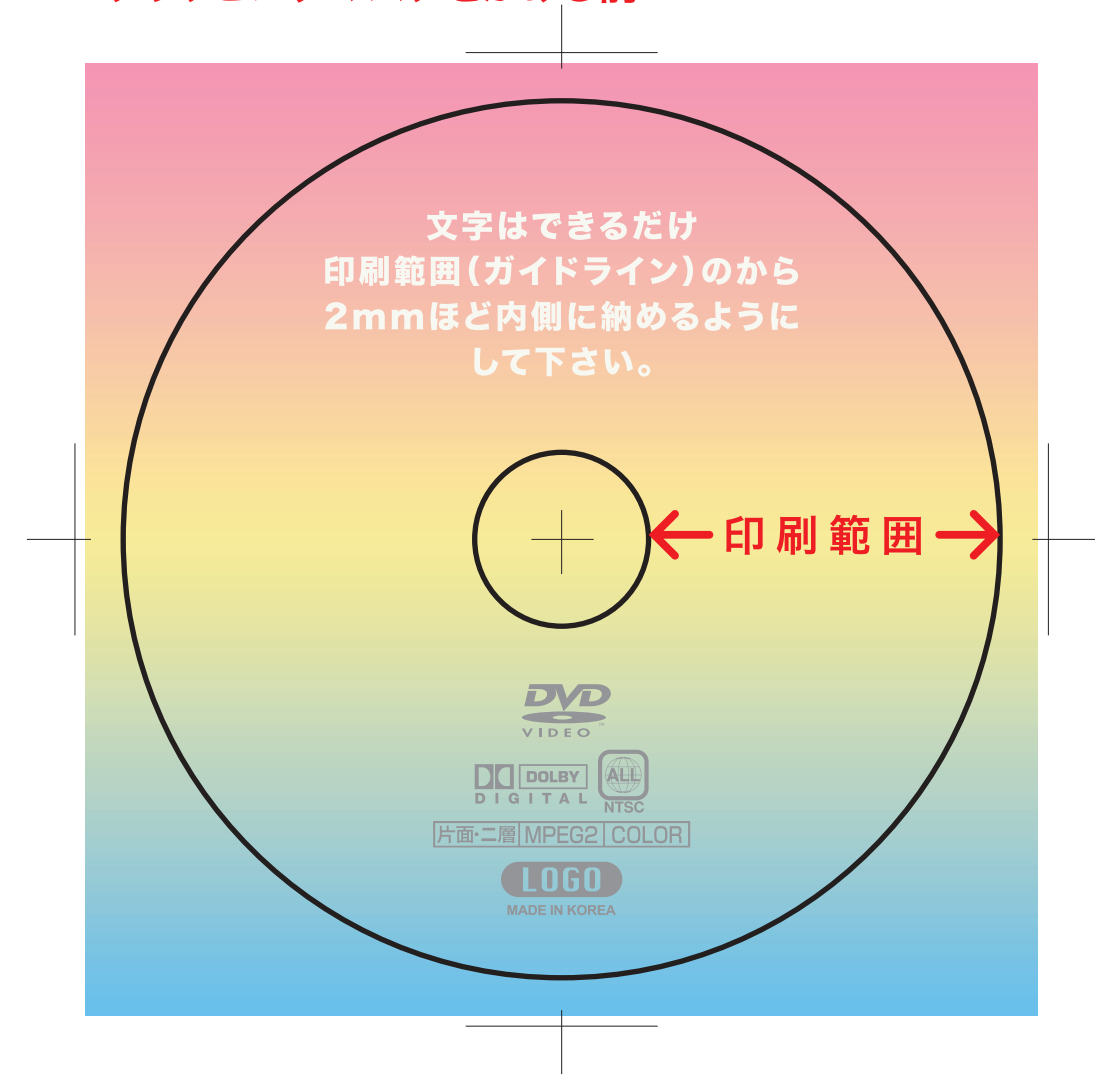 文字はできるだけ
印刷範囲(ガイドライン)のから
2mmほど内側に納めるように
して下さい。
印刷範囲
DVD
VIDEO
DOLBY
DIGITAL
ALL
NTSC
片面・二層 MPEG2 COLOR
LOGO
MADE IN KOREA